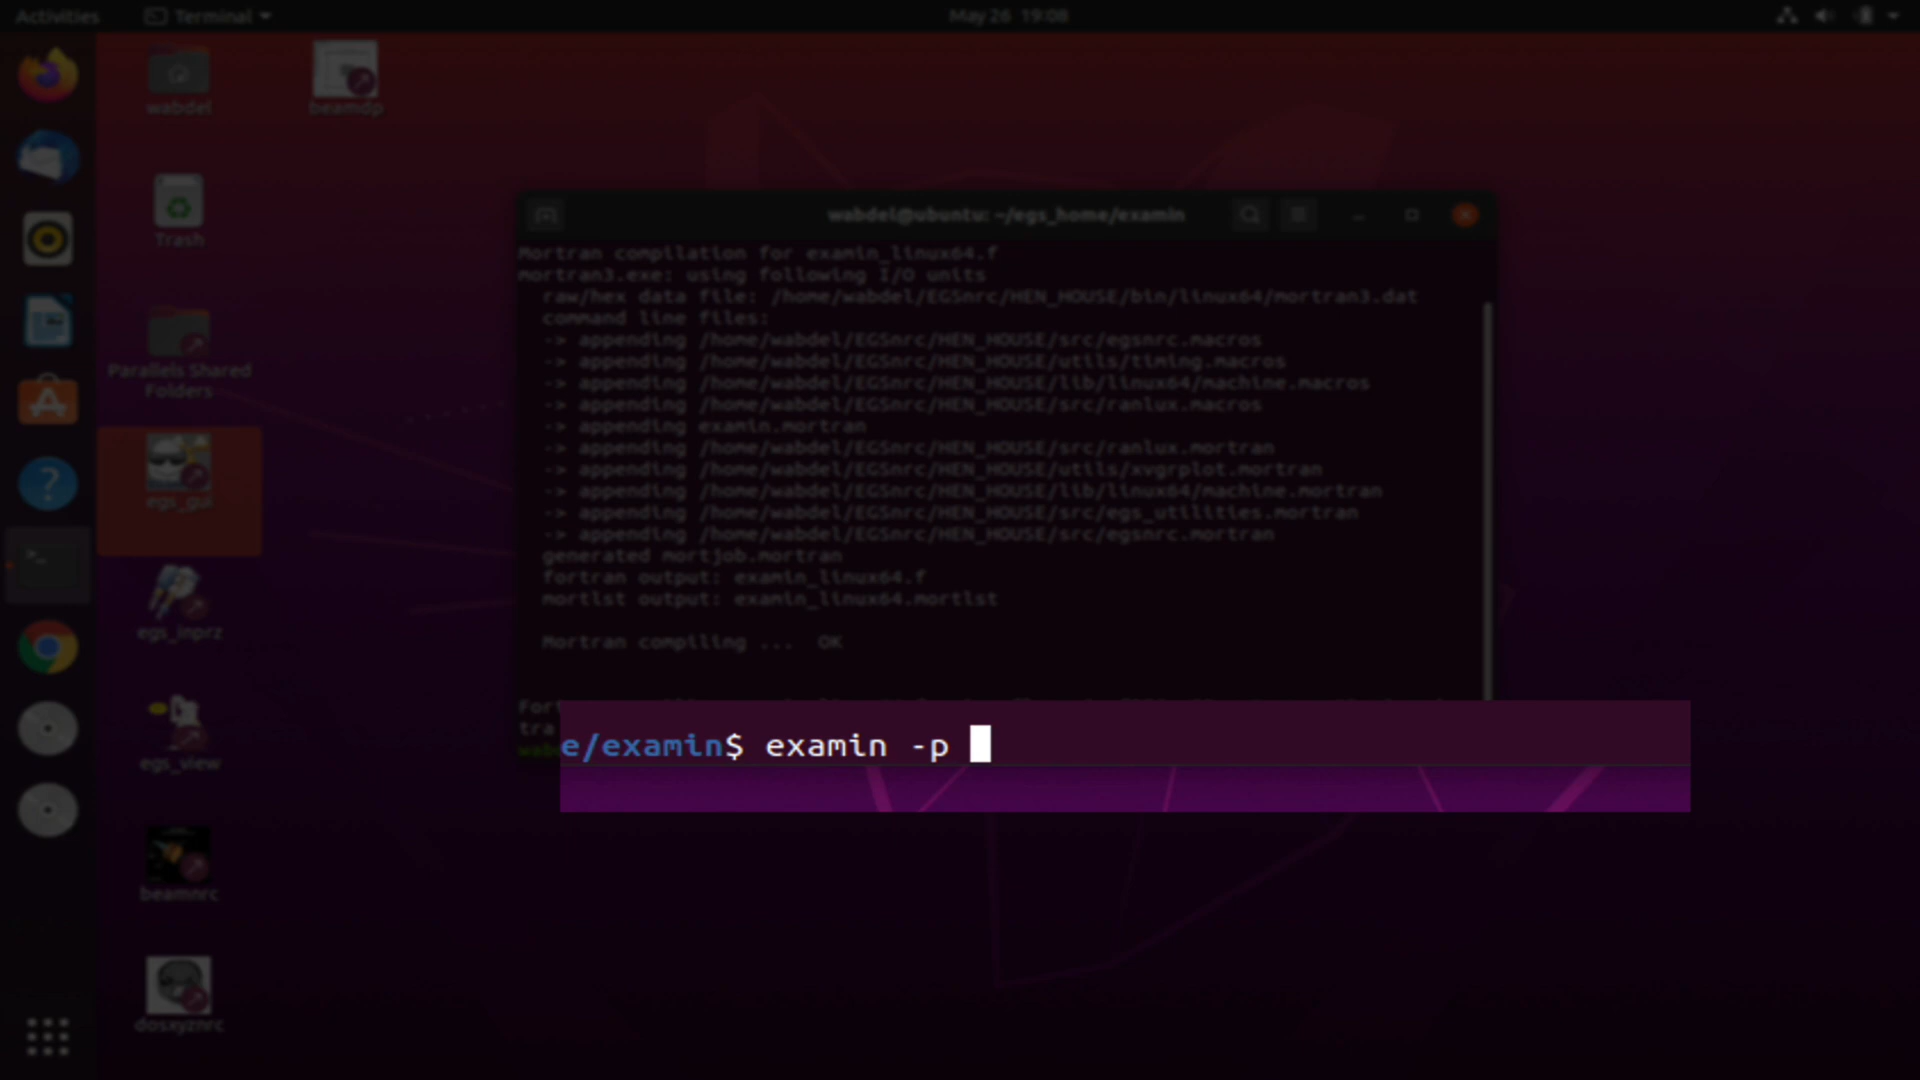 Activities
Terminal
May 26 19:08
wabdel
beamdp
Trash
Parallels Shared
Folders
egs_gui
egs_inprz
egs_view
beamnrc
dosxyznrc
wabdel@ubuntu: ~/egs_home/examin
Mortran compilation for examin_linux64.f
mortran3.exe: using following I/O units
raw/hex data file: /home/wabdel/EGSnrc/HEN_HOUSE/bin/linux64/mortran3.dat
command line files:
-> appending /home/wabdel/EGSnrc/HEN_HOUSE/src/egsnrc.macros
-> appending /home/wabdel/EGSnrc/HEN_HOUSE/utils/timing.macros
-> appending /home/wabdel/EGSnrc/HEN_HOUSE/lib/linux64/machine.macros
-> appending /home/wabdel/EGSnrc/HEN_HOUSE/src/ranlux.macros
-> appending examin.mortran
-> appending /home/wabdel/EGSnrc/HEN_HOUSE/src/ranlux.mortran
-> appending /home/wabdel/EGSnrc/HEN_HOUSE/utils/xvgrplot.mortran
-> appending /home/wabdel/EGSnrc/HEN_HOUSE/lib/linux64/machine.mortran
-> appending /home/wabdel/EGSnrc/HEN_HOUSE/src/egs_utilities.mortran
-> appending /home/wabdel/EGSnrc/HEN_HOUSE/src/egsnrc.mortran
generated mortjob.mortran
fortran output: examin_linux64.f
mortlst output: examin_linux64.mortlst
Mortran compiling ... OK
For
tra
e/examin$ examin -p